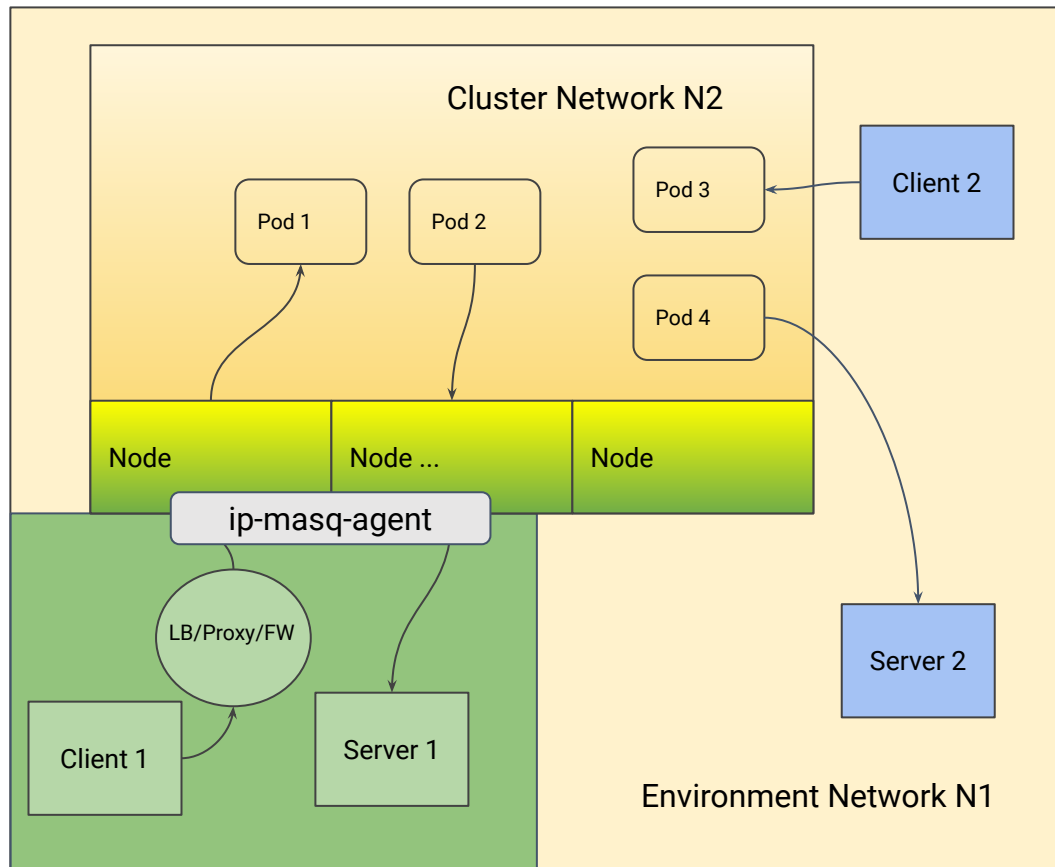 Cluster Network N2
Pod 3
Client 2
Pod 1
Pod 2
Pod 4
Node
Node ...
Node
ip-masq-agent
LB/Proxy/FW
Server 2
Client 1
Server 1
Environment Network N1